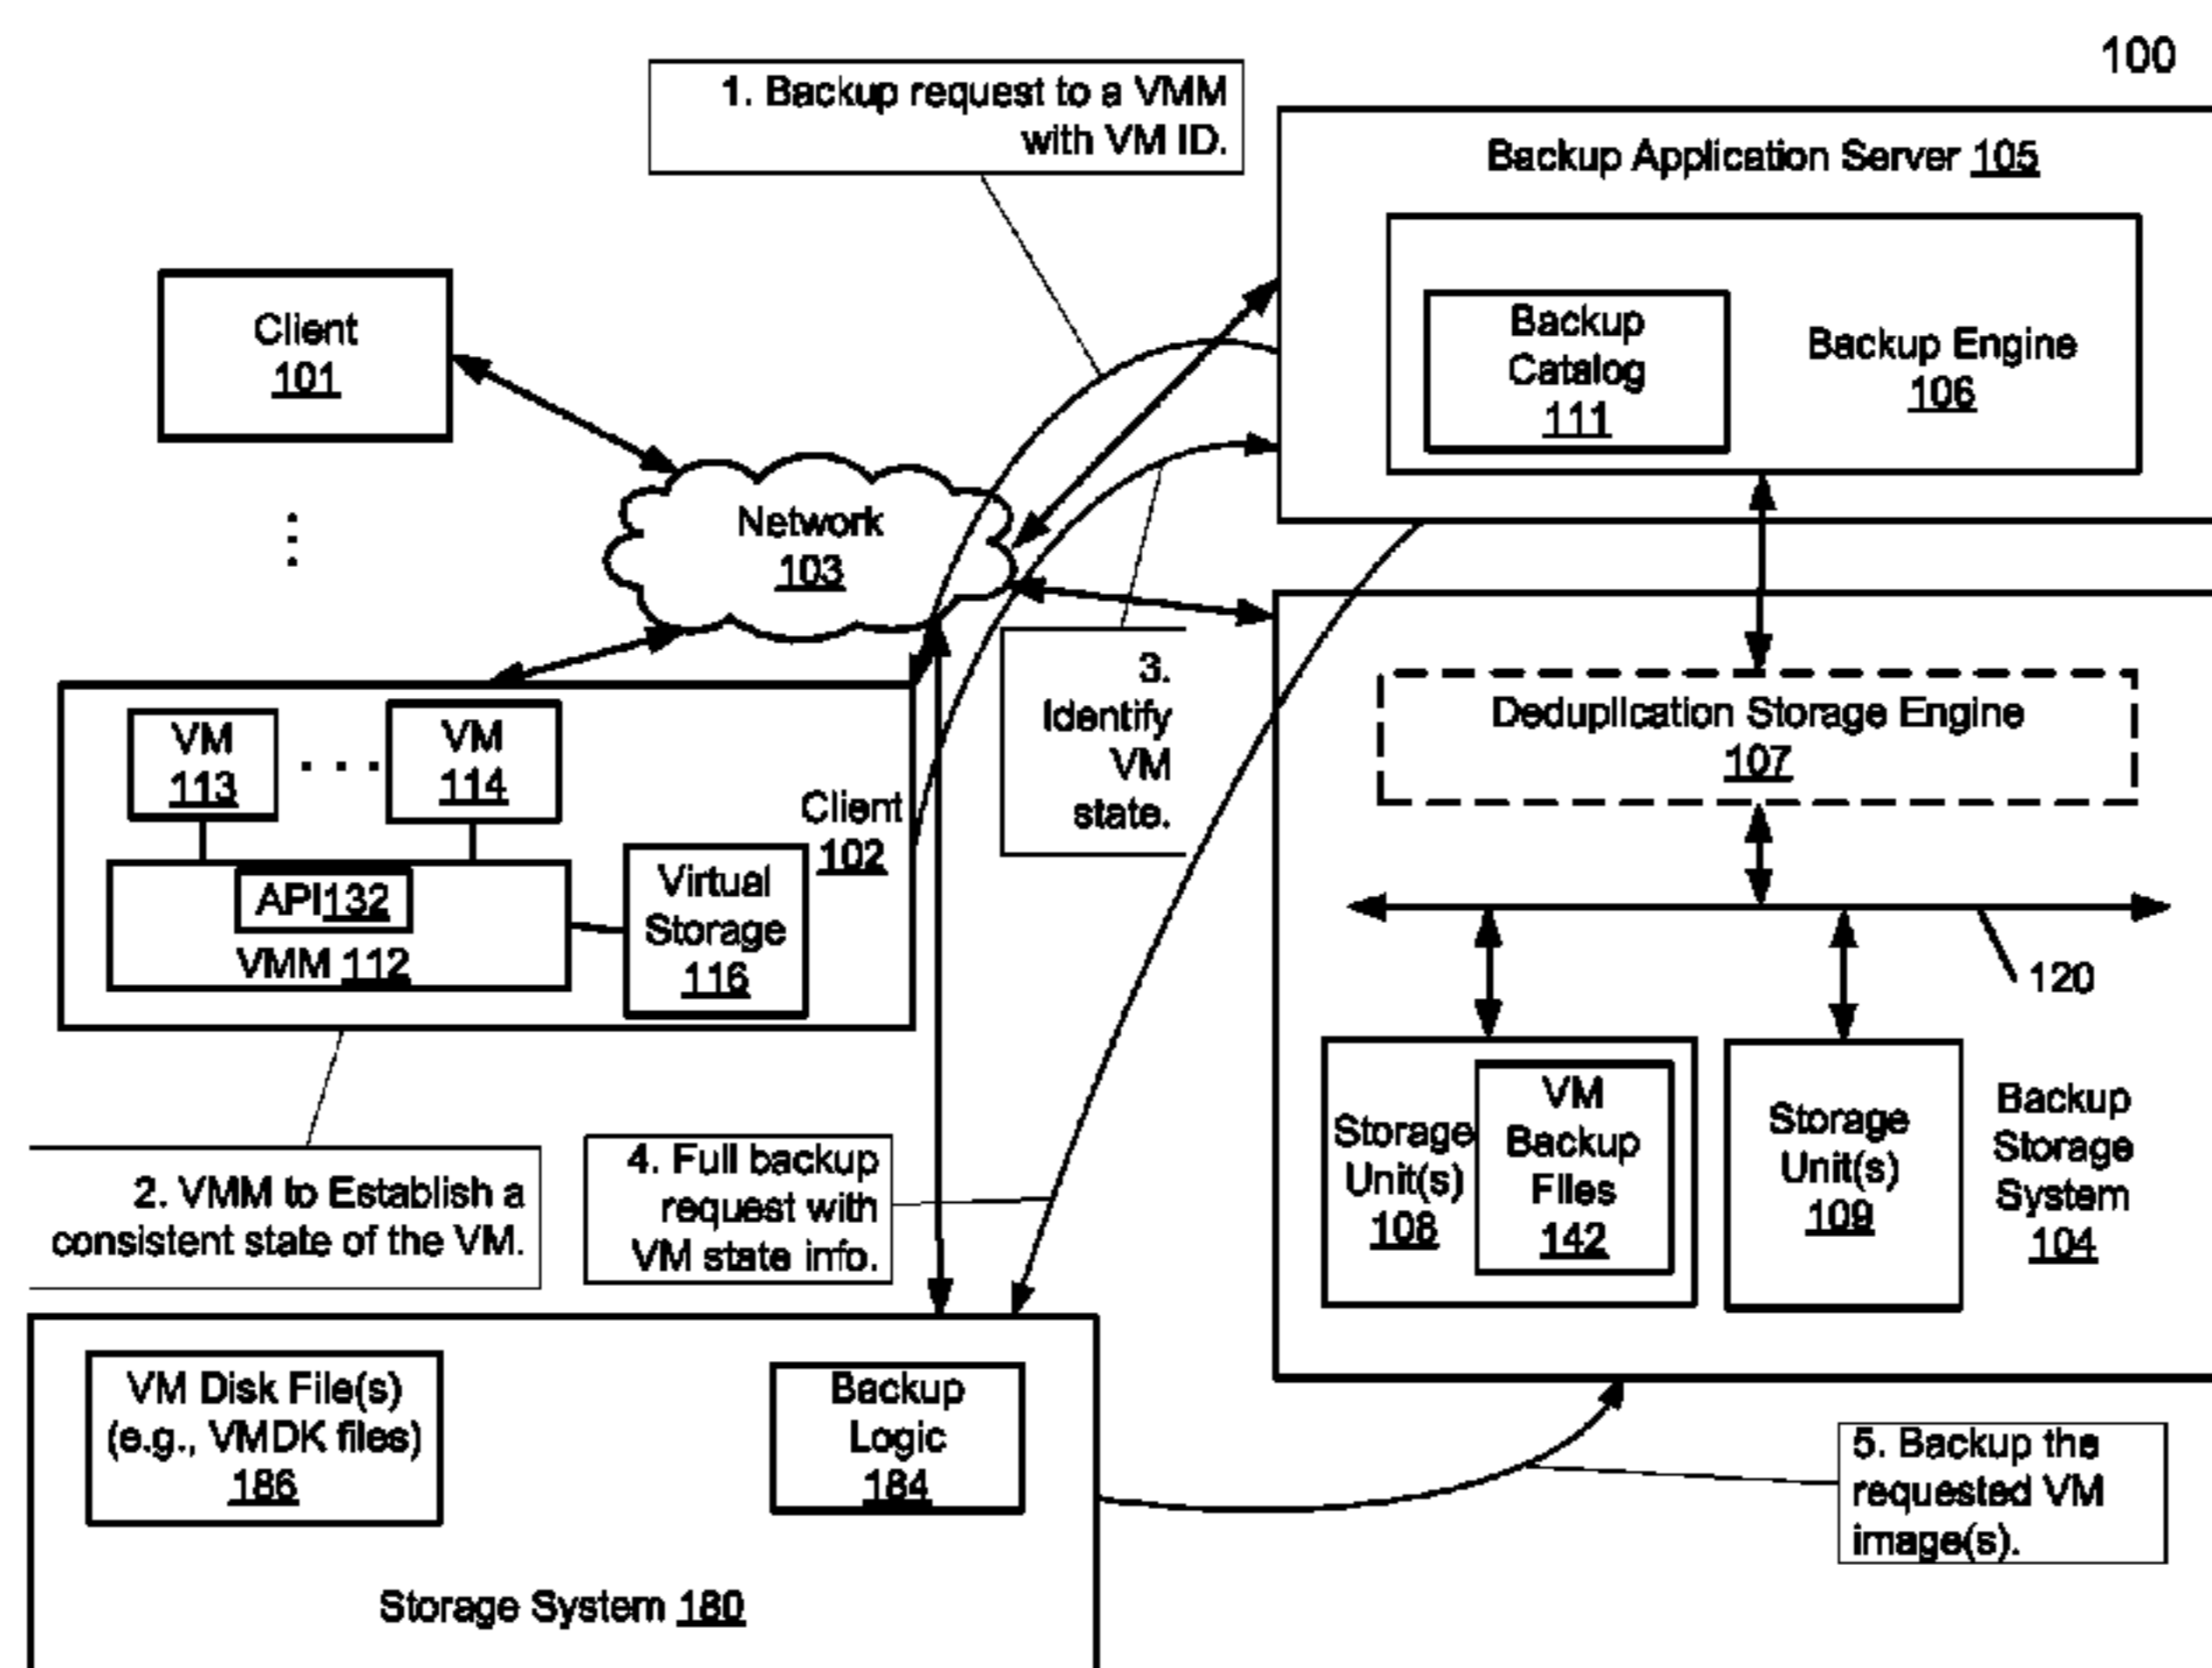 100
1. Backup request to a VMM
with VM ID.
Backup Application Server 105
Backup
Catalog
111
Backup Engine
106
Client
101
Network
103
3.
Identify
VM
state.
VM
113
VM
114
Client
102
API132
VMM 112
Virtual
Storage
116
Deduplication Storage Engine
107
120
Storage
Unit(s)
108
VM
Backup
Files
142
Storage
Unit(s)
109
Backup
Storage
System
104
2. VMM to Establish a
consistent state of the VM.
4. Full backup
request with
VM state info.
VM Disk File(s)
(e.g., VMDK files)
186
Backup
Logic
184
5. Backup the
requested VM
image(s).
Storage System 180